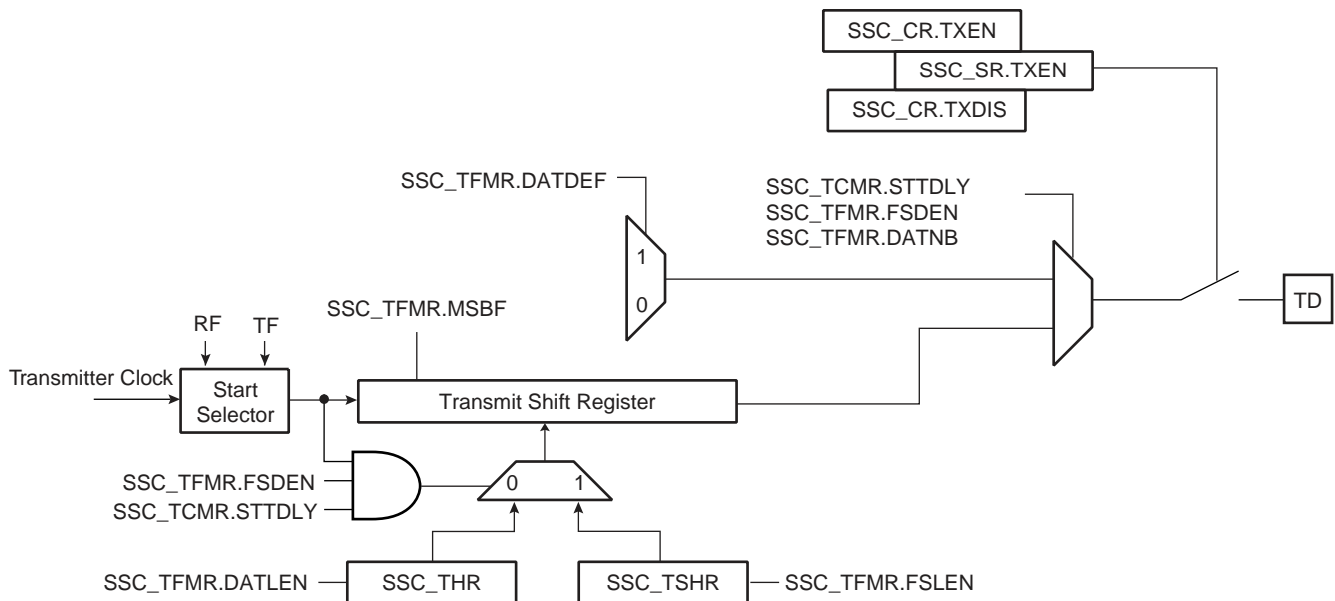 SSC_CR.TXEN
SSC_SR.TXEN
SSC_CR.TXDIS
SSC_TFMR.DATDEF
SSC_TCMR.STTDLY
SSC_TFMR.FSDEN
SSC_TFMR.DATNB
1
0
TD
SSC_TFMR.MSBF
RF
TF
Transmitter Clock
Start
Selector
Transmit Shift Register
SSC_TFMR.FSDEN
SSC_TCMR.STTDLY
0
1
SSC_TFMR.DATLEN
SSC_THR
SSC_TSHR
SSC_TFMR.FSLEN